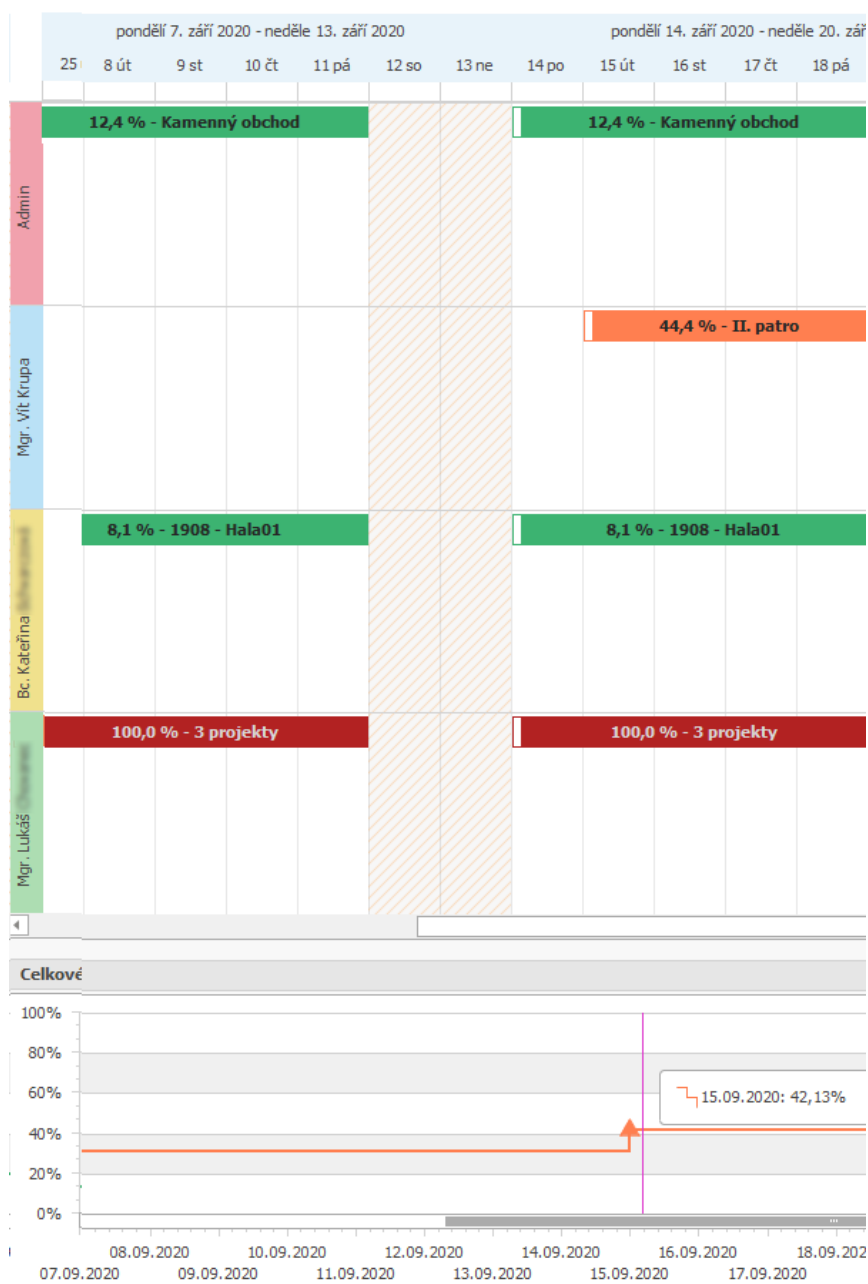 pondělí 7. září 2020 - neděle 13. září 2020
pondělí 14. září 2020 - neděle 20. zář
25
8 út
9 st
10 čt
11 pá
12 so
13 ne
14 po
15 út
16 st
17 čt
18 pá
Admin
12,4 % - Kamenný obchod
12,4 % - Kamenný obchod
Mgr. Vít Krupa
44,4 % - II. patro
Bc. Kateřina
8,1 % - 1908 - Hala01
8,1 % - 1908 - Hala01
Mgr. Lukáš
100,0 % - 3 projekty
100,0 % - 3 projekty
Celkové
100%
80%
60%
40%
20%
0%
15.09.2020: 42,13%
08.09.2020
10.09.2020
12.09.2020
14.09.2020
16.09.2020
18.09.202
07.09.2020
09.09.2020
11.09.2020
13.09.2020
15.09.2020
17.09.2020